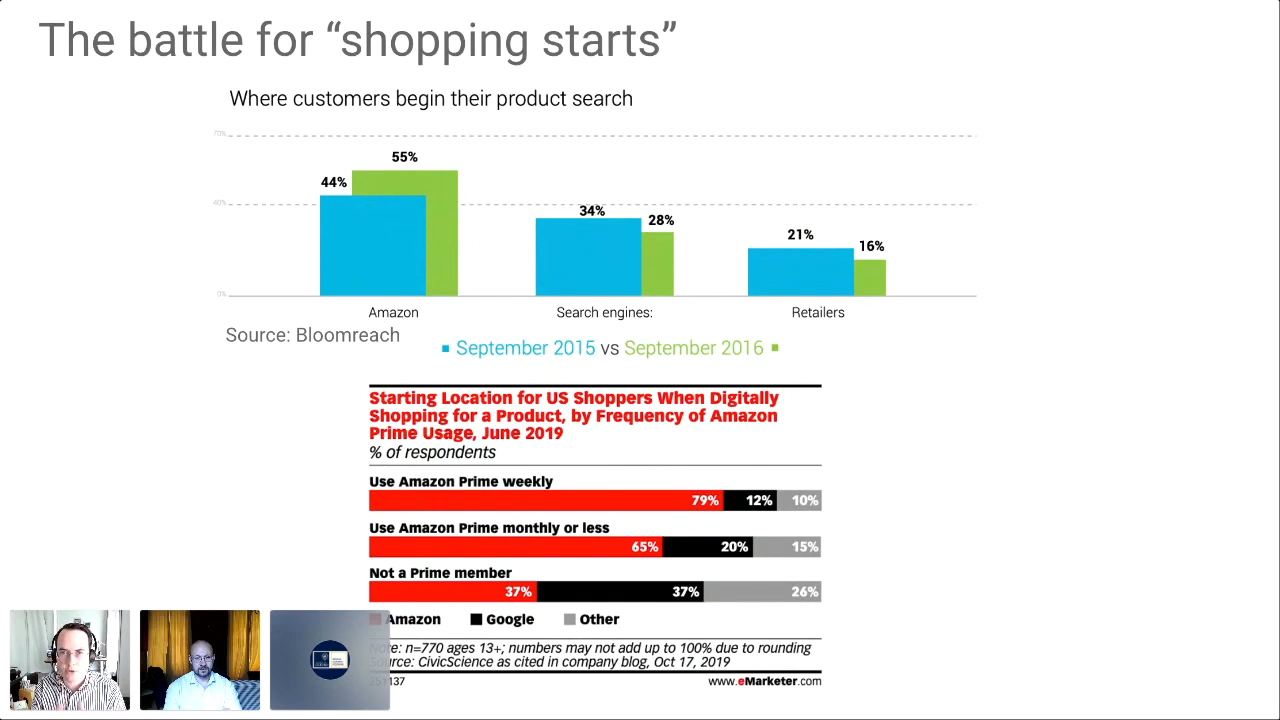 The battle for “shopping starts”
Where customers begin their product search
70%
55%
44%
40%
34%
28%
21%
16%
0%
Amazon
Search engines:
Retailers
Source: Bloomreach
September 2015 vs September 2016
Starting Location for US Shoppers When Digitally
Shopping for a Product, by Frequency of Amazon
Prime Usage, June 2019
% of respondents
Use Amazon Prime weekly
79% 12% 10%
Use Amazon Prime monthly or less
65% 20% 15%
Not a Prime member
37% 37% 26%
Amazon Google Other
Note: n=770 ages 13+; numbers may not add up to 100% due to rounding
Source: CivicScience as cited in company blog, Oct 17, 2019
www.eMarketer.com